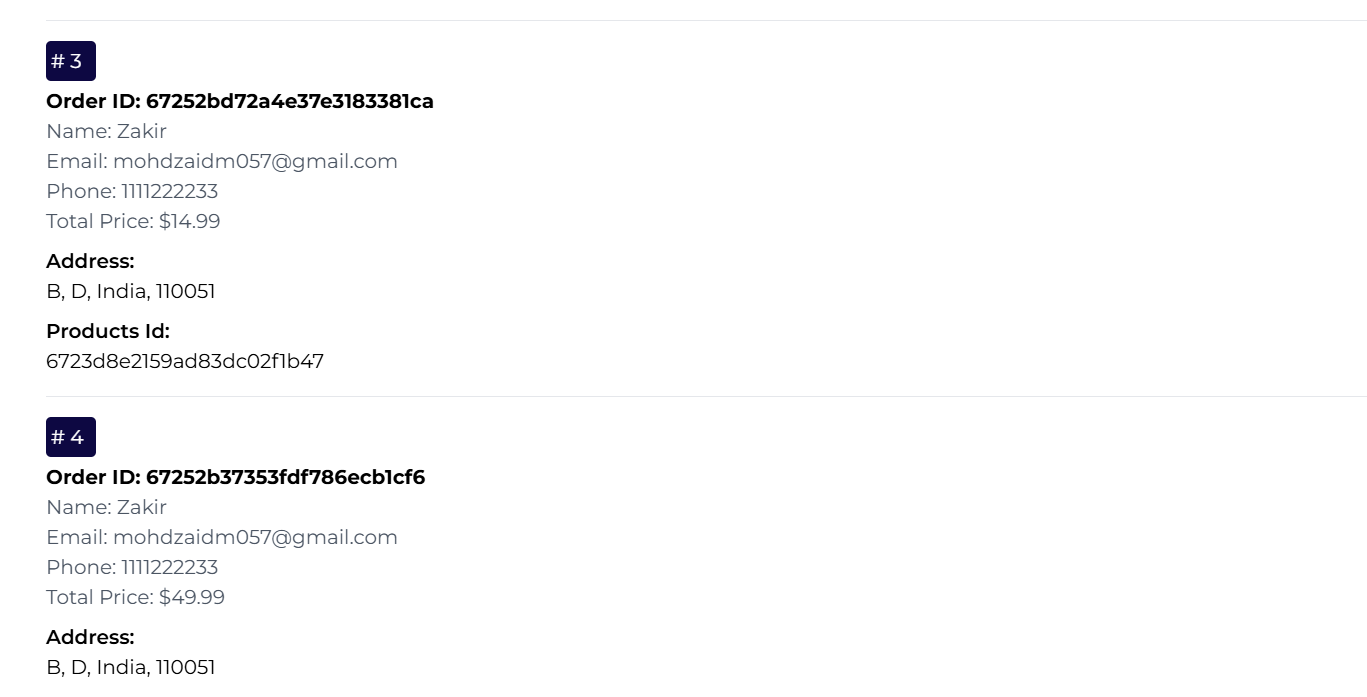 # 3
Order ID: 67252bd72a4e37e3183381ca
Name: Zakir
Email: mohdzaidm057@gmail.com
Phone: 1111222233
Total Price: $14.99
Address:
B, D, India, 110051
Products Id:
6723d8e2159ad83dc02f1b47
# 4
Order ID: 67252b37353fdf786ecb1cf6
Name: Zakir
Email: mohdzaidm057@gmail.com
Phone: 1111222233
Total Price: $49.99
Address:
B, D, India, 110051